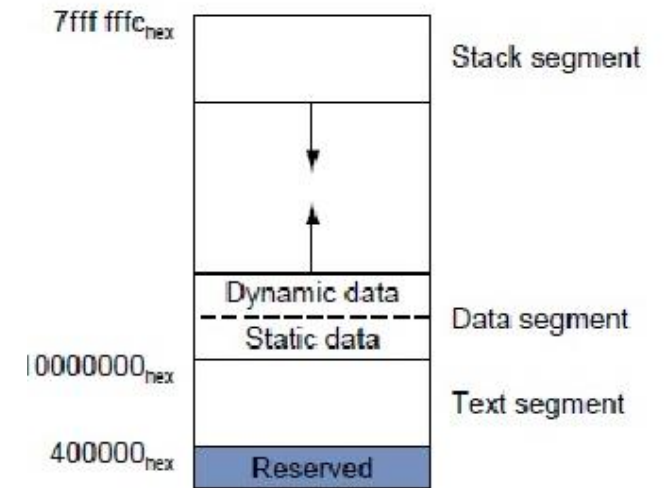 7fff fffc hex
Stack segment
Dynamic data
Static data
Data segment
10000000 hex
Text segment
400000 hex
Reserved